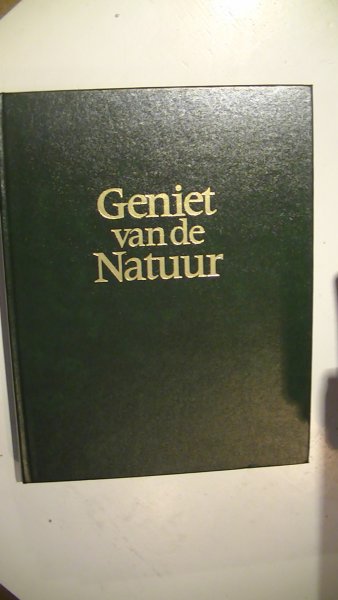 Geniet
van de
Natuur